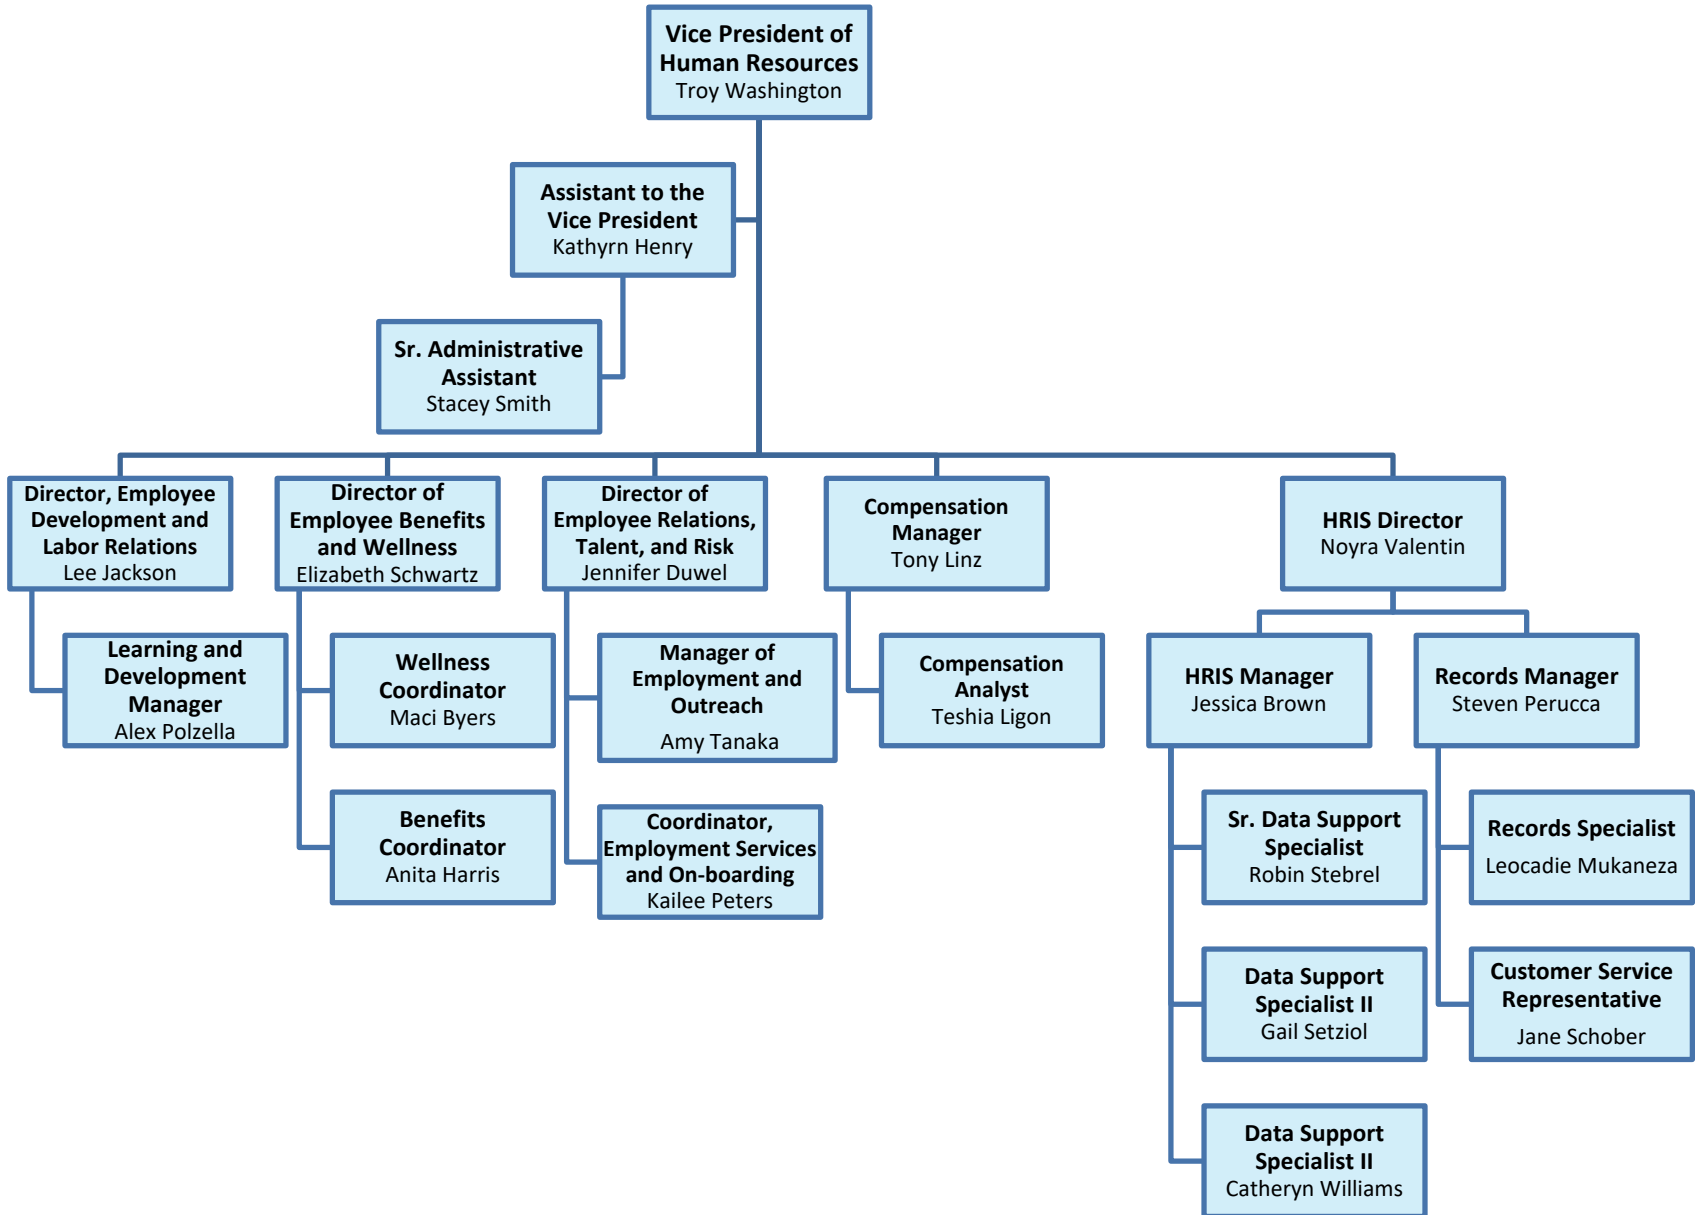 Vice President of
Human Resources
Troy Washington
Assistant to the
Vice President
Kathyrn Henry
Sr. Administrative
Assistant
Stacey Smith
Director, Employee
Development and
Labor Relations
Lee Jackson
Director of
Employee Benefits
and Wellness
Elizabeth Schwartz
Director of
Employee Relations,
Talent, and Risk
Jennifer Duwel
Compensation
Manager
Tony Linz
HRIS Director
Noyra Valentin
Learning and
Development
Manager
Alex Polzella
Wellness
Coordinator
Maci Byers
Manager of
Employment and
Outreach
Amy Tanaka
Compensation
Analyst
Teshia Ligon
HRIS Manager
Jessica Brown
Records Manager
Steven Perucca
Benefits
Coordinator
Anita Harris
Coordinator,
Employment Services
and On-boarding
Kailee Peters
Sr. Data Support
Specialist
Robin Stebrel
Records Specialist
Leocadie Mukaneza
Data Support
Specialist II
Gail Setziol
Customer Service
Representative
Jane Schober
Data Support
Specialist II
Catheryn Williams